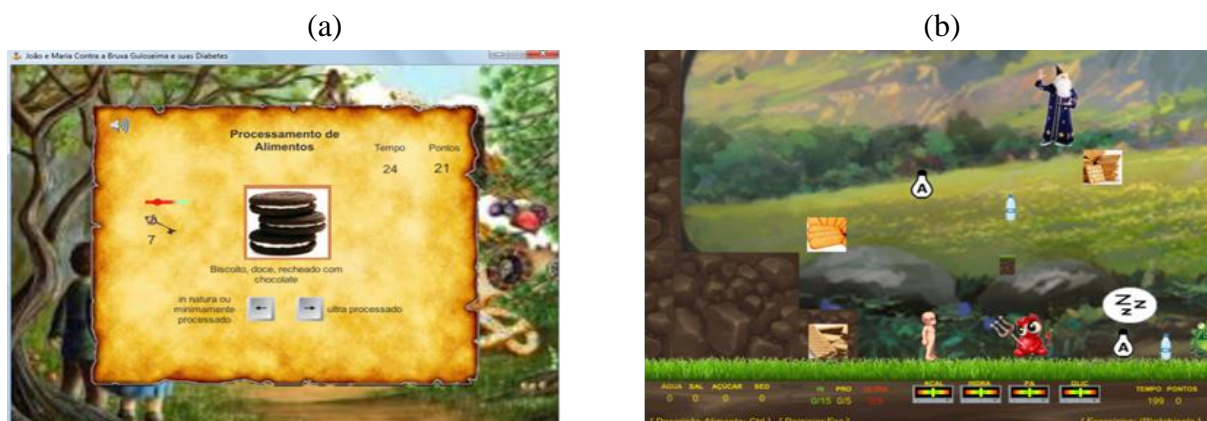 (a)
(b)
João e Maria Contra a Bruxa Guloseima e suas Diabetes
Processamento de
Alimentos
Tempo
Pontos
24
21
7
Biscoito, doce, recheado com
chocolate
in natura ou
minimamente
processado
ultra processado
A
Z z z
A
ÁGUA SAL AÇÚCAR SED
0 0 0 0
PRO
0/15 0/5
KCAL HIDRA PA GLIC
TEMPO PONTOS
199 0